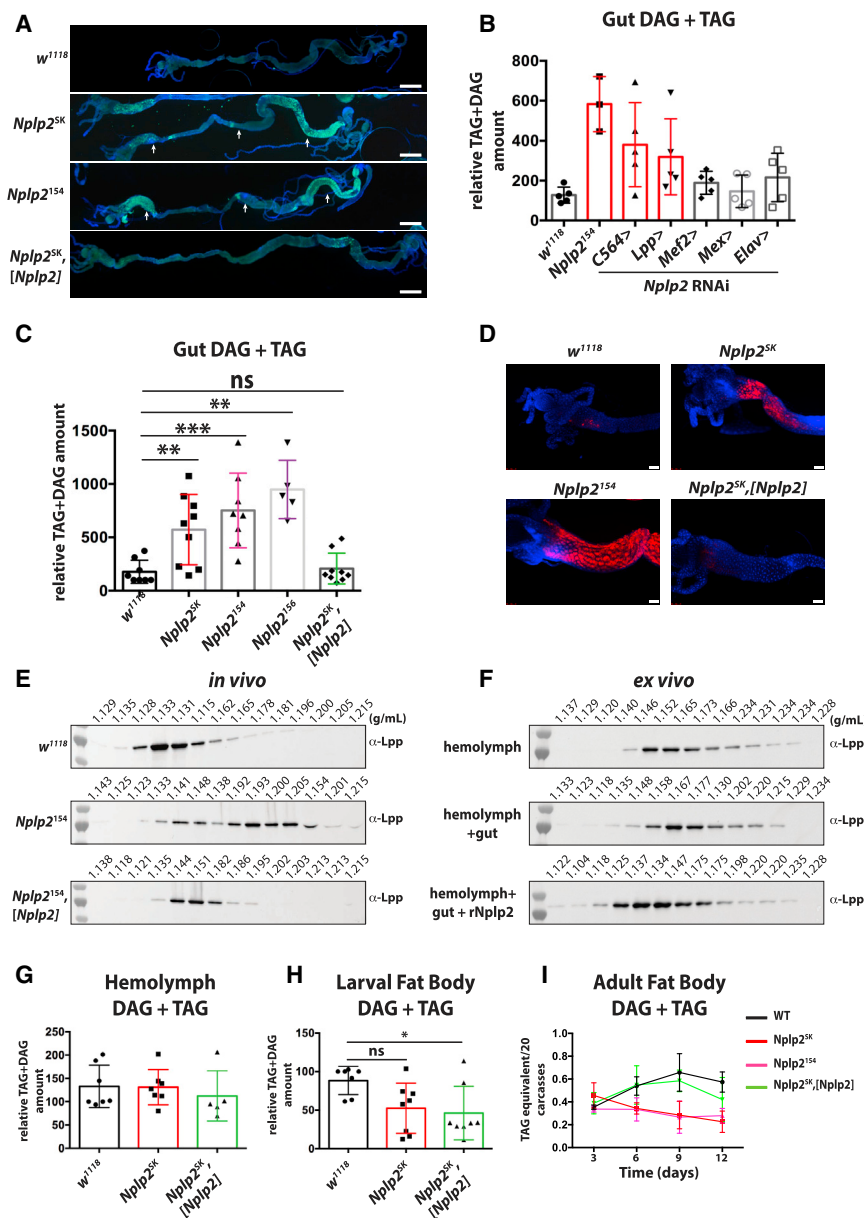 A
w1118
Nplp2SK
Nplp2154
Nplp2SK,
[Nplp2]
B
Gut DAG + TAG
relative TAG+DAG
amount
800
600
400
200
0
w1118
Nplp2154
C564>
Lpp>
Mef2>
Mex>
Elav>
Nplp2 RNAi
C
Gut DAG + TAG
ns
**
***
**
relative TAG+DAG amount
1500
1000
500
0
w1118
Nplp2SK
Nplp2154
Nplp2156
Nplp2SK,
[Nplp2]
D
w1118
Nplp2SK
Nplp2154
Nplp2SK,[Nplp2]
E
in vivo
1.129 1.135 1.128 1.133 1.131 1.115 1.162 1.165 1.178 1.181 1.196 1.200 1.205 1.215
(g/mL)
w1118
α-Lpp
1.143 1.125 1.123 1.133 1.141 1.148 1.138 1.192 1.193 1.200 1.205 1.154 1.201 1.215
Nplp2154
α-Lpp
1.138 1.118 1.121 1.135 1.144 1.151 1.182 1.186 1.195 1.202 1.203 1.213 1.213 1.215
Nplp2154,
[Nplp2]
α-Lpp
F
ex vivo
1.137 1.129 1.120 1.140 1.146 1.152 1.165 1.173 1.166 1.234 1.231 1.234 1.234 1.228
(g/mL)
hemolymph
α-Lpp
1.133 1.123 1.118 1.135 1.148 1.158 1.167 1.177 1.130 1.202 1.220 1.215 1.229 1.234
hemolymph
+gut
α-Lpp
1.122 1.104 1.118 1.125 1.137 1.134 1.147 1.175 1.175 1.198 1.220 1.220 1.235 1.228
hemolymph+
gut + rNplp2
α-Lpp
G
Hemolymph
DAG + TAG
relative TAG+DAG
amount
250
200
150
100
50
0
w1118
Nplp2SK
Nplp2SK,
[Nplp2]
H
Larval Fat Body
DAG + TAG
*
ns
relative TAG+DAG
amount
150
100
50
0
w1118
Nplp2SK
Nplp2SK,
[Nplp2]
I
Adult Fat Body
DAG + TAG
TAG equivalent/20
carcasses
1.0
0.8
0.6
0.4
0.2
0.0
3 6 9 12
Time (days)
WT
Nplp2SK
Nplp2154
Nplp2SK,[Nplp2]